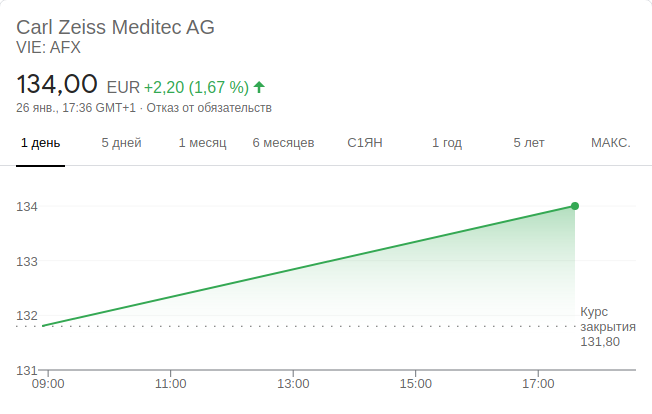 Carl Zeiss Meditec AG
VIE: AFX
134,00 EUR +2,20 (1,67 %)
26 янв., 17:36 GMT+1 · Отказ от обязательств
1 день 5 дней 1 месяц 6 месяцев С1ЯН 1 год 5 лет МАКС.
134
133
132
Курс
закрытия
131,80
131
09:00 11:00 13:00 15:00 17:00